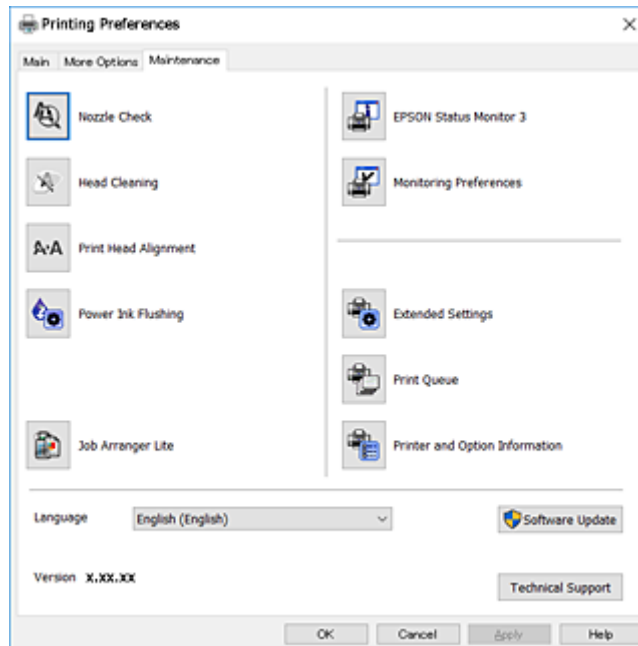 Printing Preferences
Main
More Options
Maintenance
Nozzle Check
EPSON Status Monitor 3
Head Cleaning
Monitoring Preferences
Print Head Alignment
Power Ink Flushing
Extended Settings
Print Queue
Job Arranger Lite
Printer and Option Information
Language
English (English)
Software Update
Version X.XX.XX
Technical Support
OK
Cancel
Apply
Help